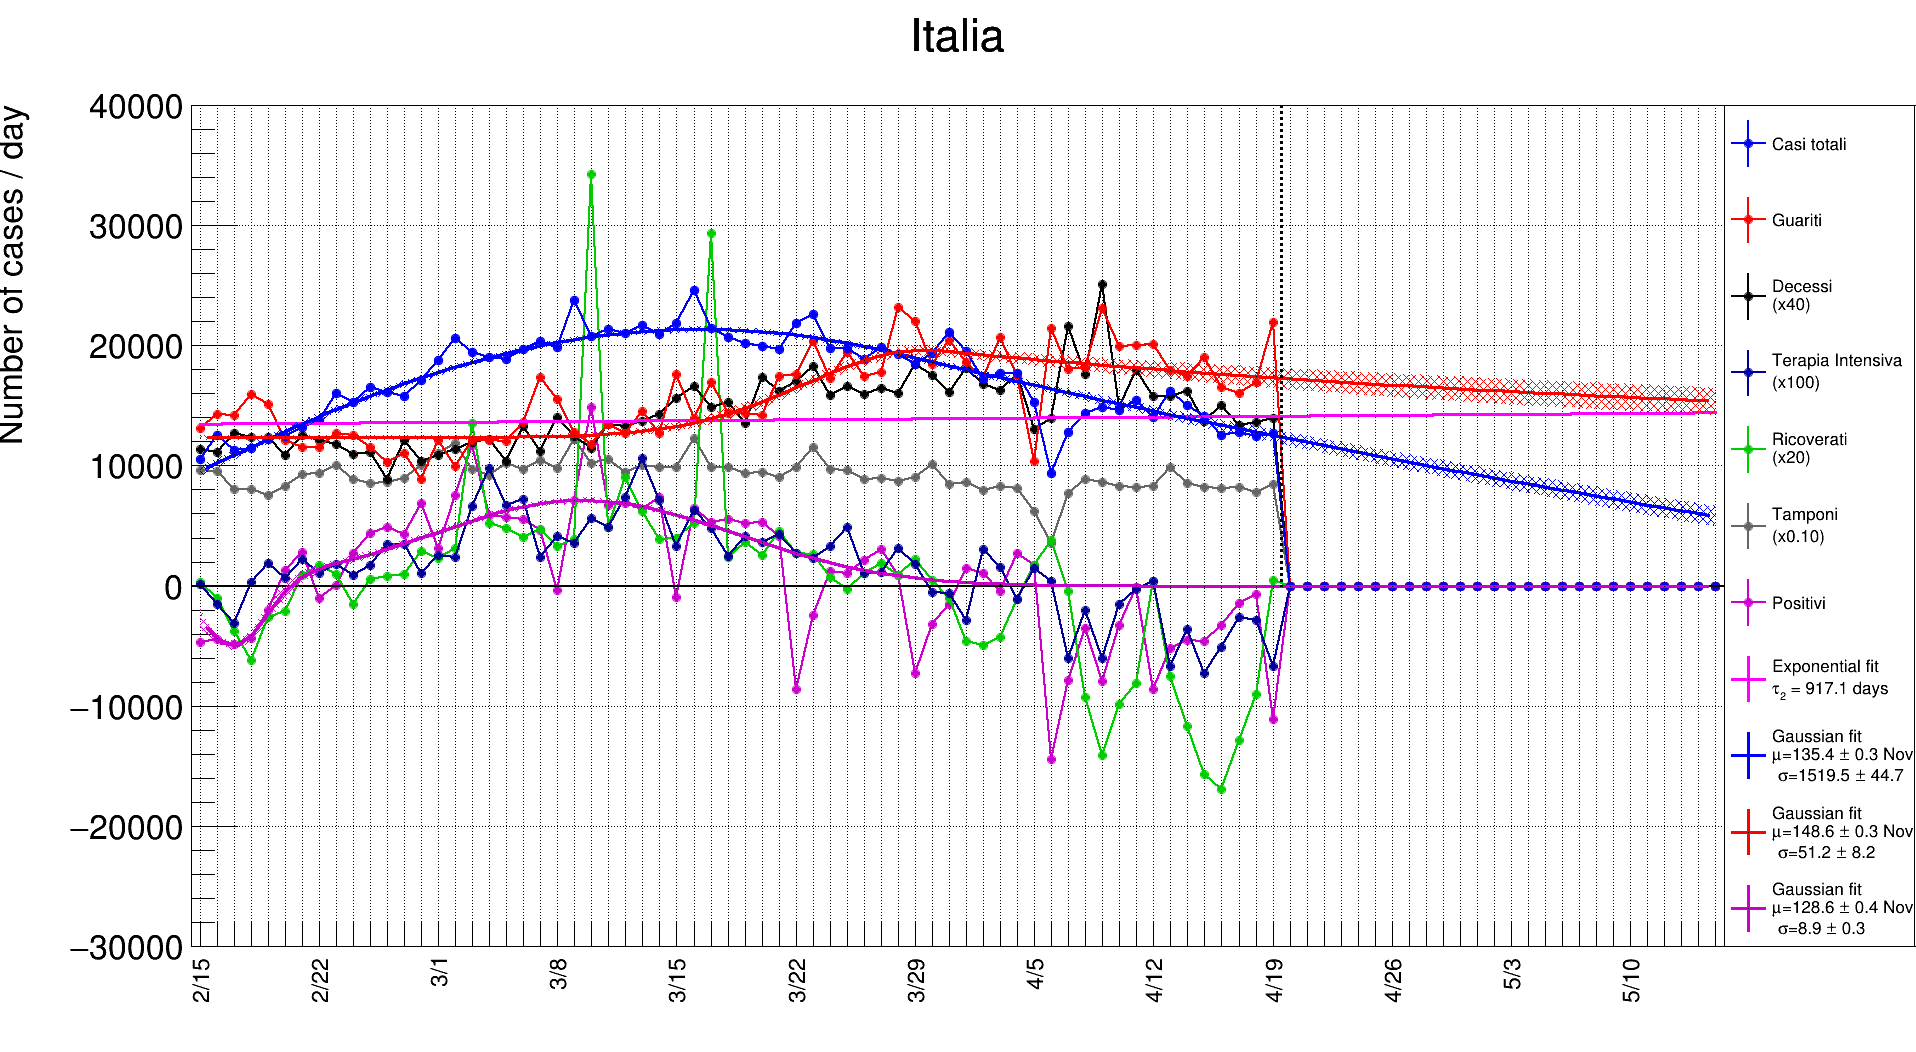 Italia
Number of cases / day
40000
30000
20000
10000
0
−10000
−20000
−30000
2/15
2/22
3/1
3/8
3/15
3/22
3/29
4/5
4/12
4/19
4/26
5/3
5/10
Casi totali
Guariti
Decessi
(x40)
Terapia Intensiva
(x100)
Ricoverati
(x20)
Tamponi
(x0.10)
Positivi
Exponential fit
τ2 = 917.1 days
Gaussian fit
μ=135.4 ± 0.3 Nov
σ=1519.5 ± 44.7
Gaussian fit
μ=148.6 ± 0.3 Nov
σ=51.2 ± 8.2
Gaussian fit
μ=128.6 ± 0.4 Nov
σ=8.9 ± 0.3